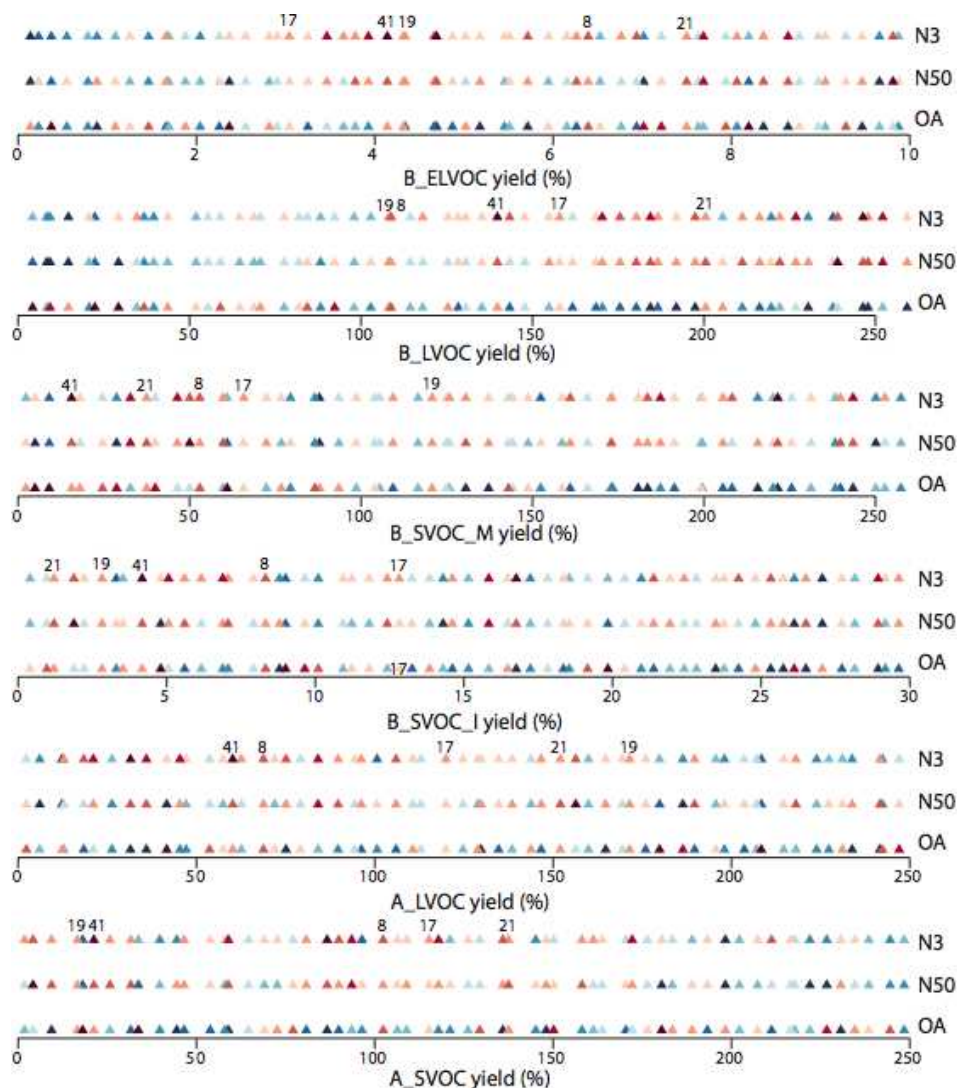 17 41 19 8 21
N3
N50
OA
0 2 4 6 8 10
B_ELVOC yield (%)
19 8 41 17 21
N3
N50
OA
0 50 100 150 200 250
B_LVOC yield (%)
41 21 8 17 19
N3
N50
OA
0 50 100 150 200 250
B_SVOC_M yield (%)
21 19 41 8 17
N3
N50
17 OA
0 5 10 15 20 25 30
B_SVOC_I yield (%)
41 8 17 21 19
N3
N50
OA
0 50 100 150 200 250
A_LVOC yield (%)
19 41 8 17 21
N3
N50
OA
0 50 100 150 200 250
A_SVOC yield (%)